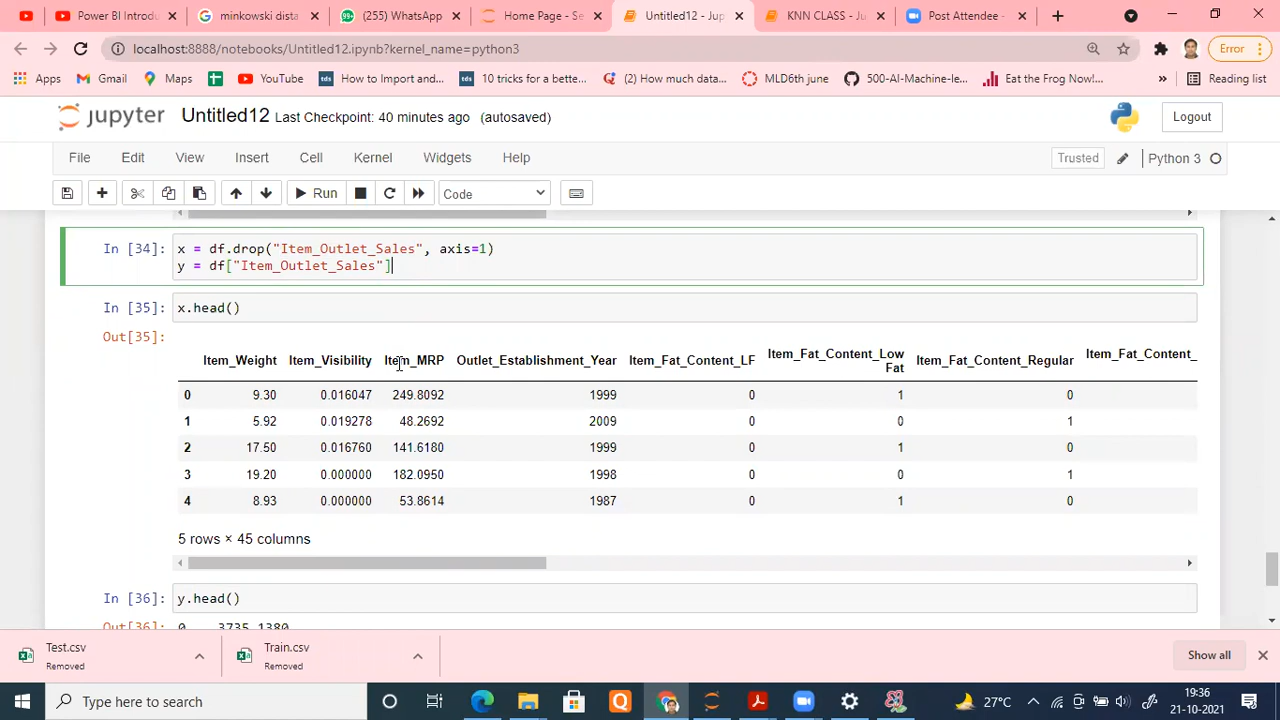 Power BI Introdu
minkowski dista
(255) WhatsApp
Home Page - Se
Untitled12 - Jup
KNN CLASS - Ju
Post Attendee -
localhost:8888/notebooks/Untitled12.ipynb?kernel_name=python3
Error
Apps
Gmail
Maps
YouTube
How to Import and...
10 tricks for a bette...
(2) How much data...
MLD6th june
500-AI-Machine-le...
Eat the Frog Now!...
Reading list
jupyter Untitled12 Last Checkpoint: 40 minutes ago (autosaved)
Logout
File Edit View Insert Cell Kernel Widgets Help
Trusted
Python 3
Run
Code
In [34]: x = df.drop("Item_Outlet_Sales", axis=1)
y = df["Item_Outlet_Sales"]
In [35]: x.head()
Out[35]:
Item_Weight Item_Visibility Item_MRP Outlet_Establishment_Year Item_Fat_Content_LF Item_Fat_Content_Low Fat Item_Fat_Content_Regular Item_Fat_Content_
0 9.30 0.016047 249.8092 1999 0 1 0
1 5.92 0.019278 48.2692 2009 0 0 1
2 17.50 0.016760 141.6180 1999 0 1 0
3 19.20 0.000000 182.0950 1998 0 0 1
4 8.93 0.000000 53.8614 1987 0 1 0
5 rows × 45 columns
In [36]: y.head()
Out[36]: 0 3735.1380
Test.csv
Removed
Train.csv
Removed
Show all
Type here to search
27°C
19:36
21-10-2021